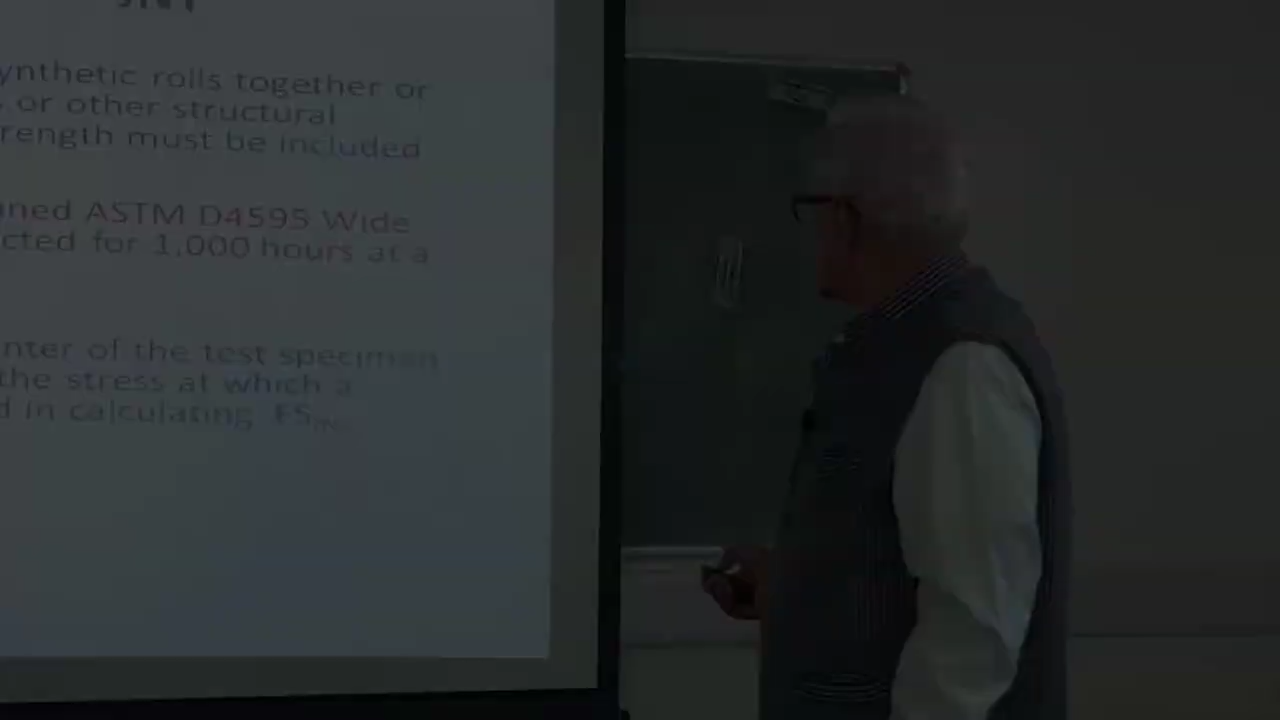 JNT
ynthetic rolls together or
s or other structural
rength must be included
ned ASTM D4595 Wide
cted for 1,000 hours at a
nter of the test specimen
the stress at which a
d in calculating FS